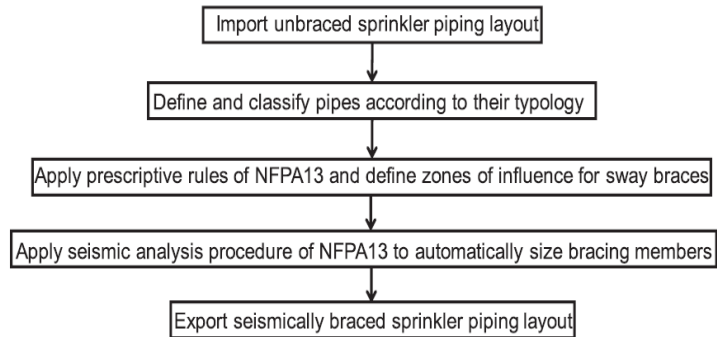 Import unbraced sprinkler piping layout
Define and classify pipes according to their typology
Apply prescriptive rules of NFPA13 and define zones of influence for sway braces
Apply seismic analysis procedure of NFPA13 to automatically size bracing members
Export seismically braced sprinkler piping layout